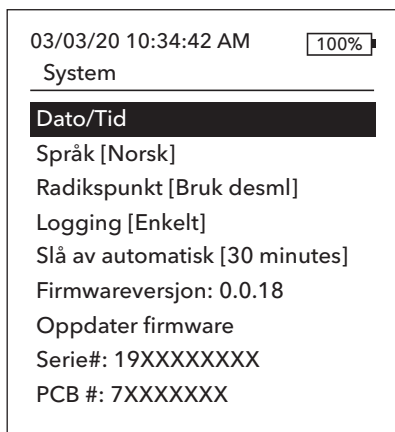 03/03/20 10:34:42 AM 100%
System
Dato/Tid
Språk [Norsk]
Radikspunkt [Bruk desml]
Logging [Enkelt]
Slå av automatisk [30 minutes]
Firmwareversjon: 0.0.18
Oppdater firmware
Serie#: 19XXXXXXXX
PCB #: 7XXXXXXX